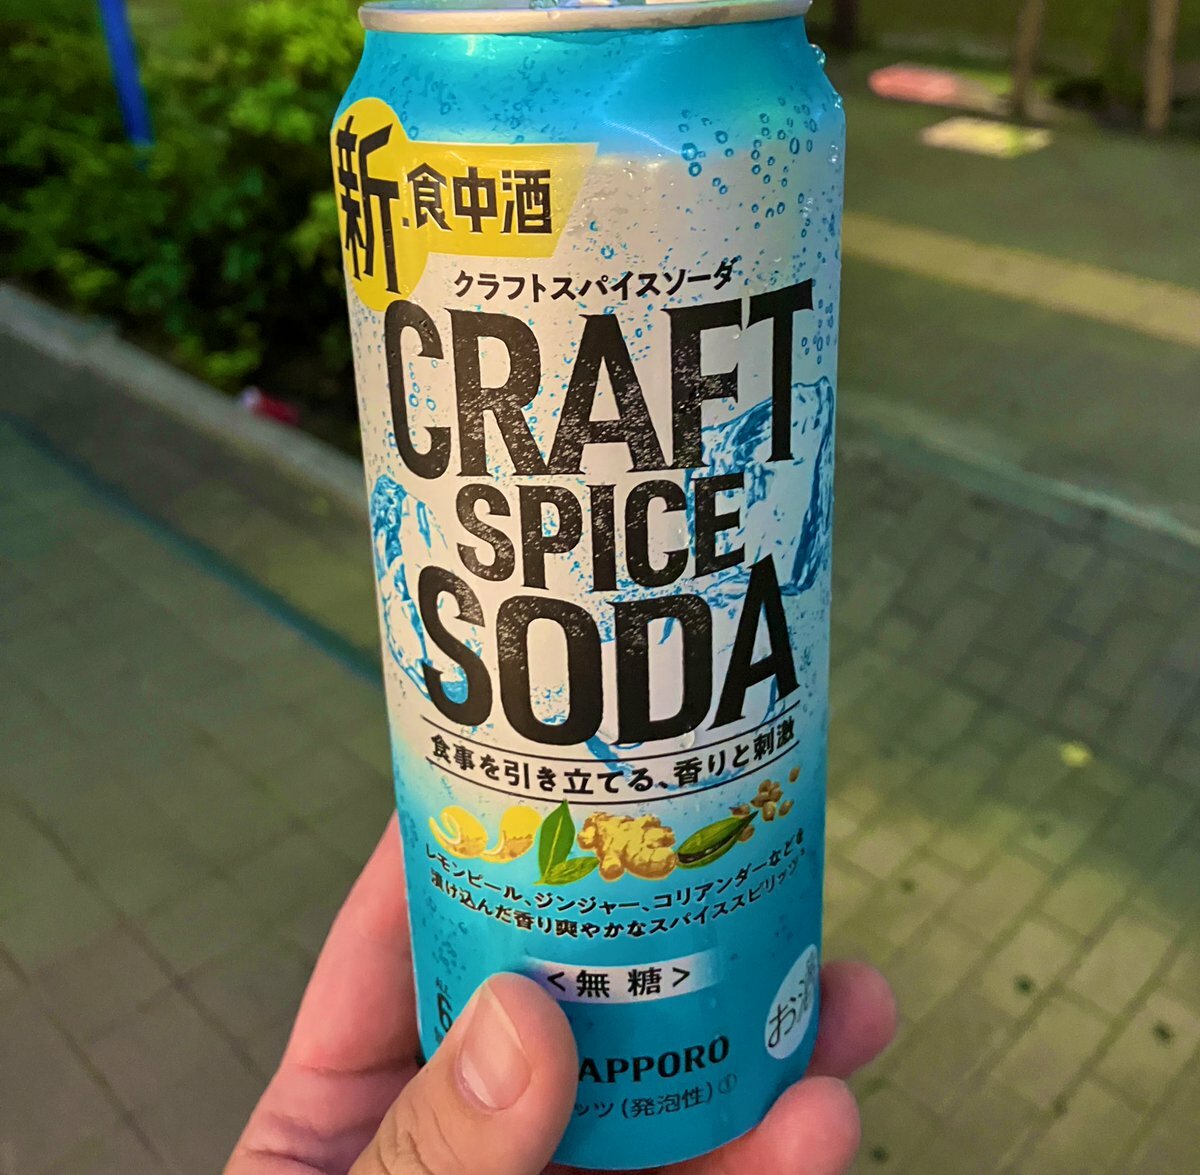 新・食中酒
クラフトスパイスソーダ
CRAFT
SPICE
SODA
食事を引き立てる、香りと刺激
レモンピール、ジンジャー、コリアンダーなどを
漬け込んだ香り爽やかなスパイススピリッツ
<無糖>
ALC.
6
お酒
SAPPORO
ッツ(発泡性)①